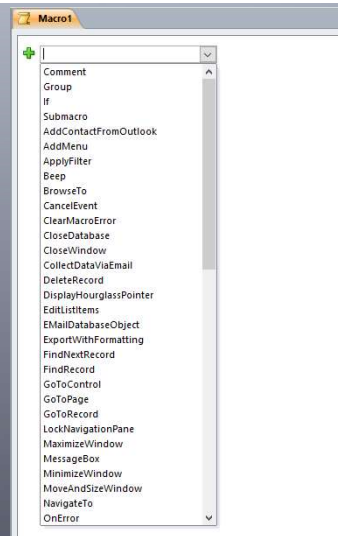 Macro1
Comment
Group
If
Submacro
AddContactFromOutlook
AddMenu
ApplyFilter
Beep
BrowseTo
CancelEvent
ClearMacroError
CloseDatabase
CloseWindow
CollectDataViaEmail
DeleteRecord
DisplayHourglassPointer
EditListItems
EMailDatabaseObject
ExportWithFormatting
FindNextRecord
FindRecord
GoToControl
GoToPage
GoToRecord
LockNavigationPane
MaximizeWindow
MessageBox
MinimizeWindow
MoveAndSizeWindow
NavigateTo
OnError